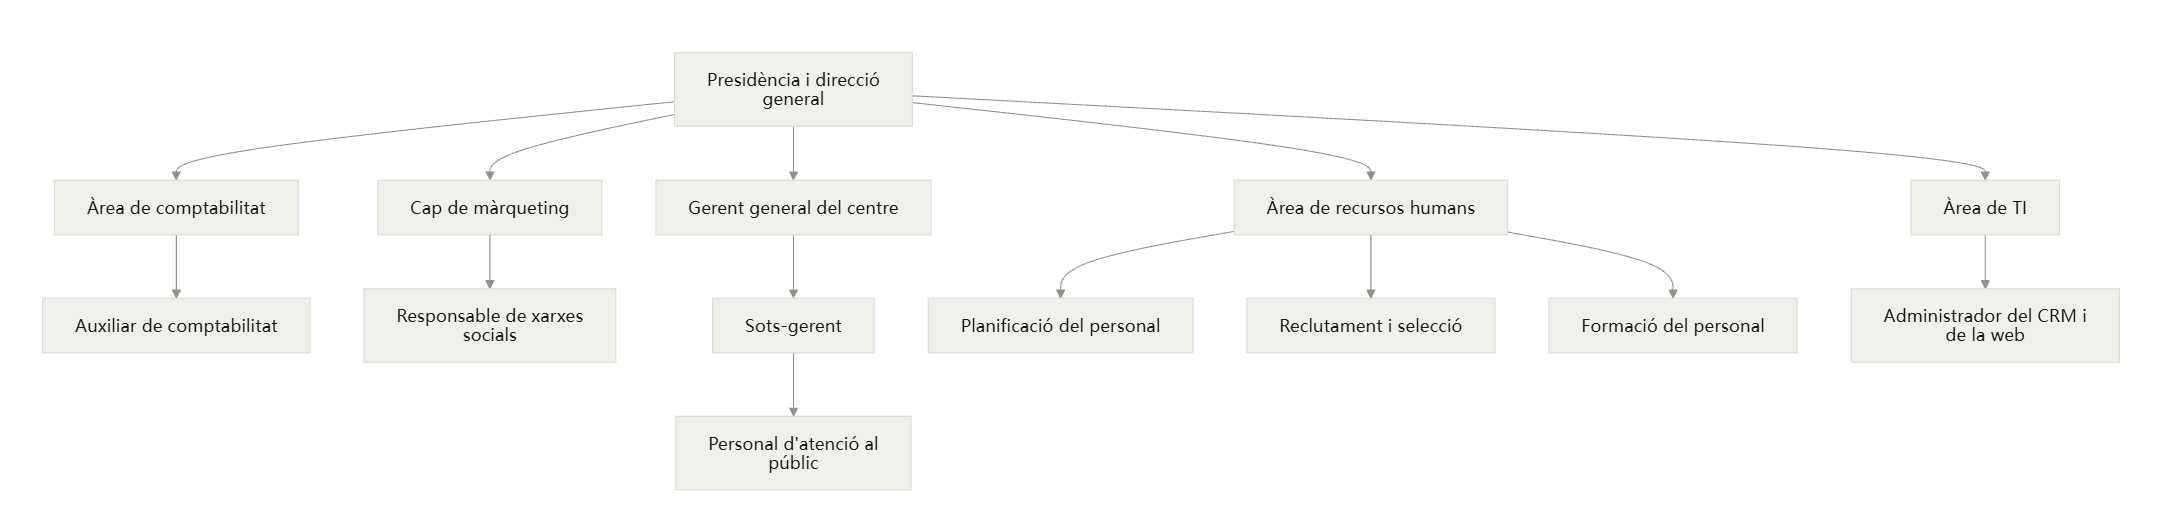 Presidència i direcció
general
Àrea de comptabilitat
Cap de màrqueting
Gerent general del centre
Àrea de recursos humans
Àrea de TI
Auxiliar de comptabilitat
Responsable de xarxes
socials
Sots-gerent
Planificació del personal
Reclutament i selecció
Formació del personal
Administrador del CRM i
de la web
Personal d'atenció al
públic